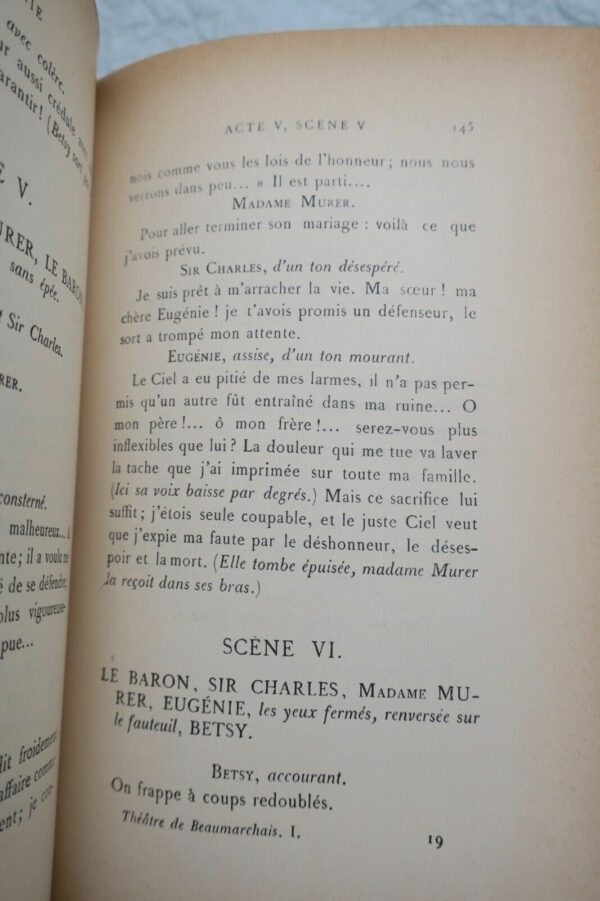 IE
avec colère.
ur aussi crédule
arantir! (Betsy sort
E V.
URER, LE BARON
sans épée.
! Sir Charles.
RER.
consterné.
malheureux...
nte; il a voulu
é de se défendre,
plus vigoureuse-
pue...
dit froidement
affaire comme
ent; je
ACTE V, SCÈNE V 145
nois comme vous les lois de l'honneur; nous nous
verrons dans peu... » Il est parti....
MADAME MURER.
Pour aller terminer son mariage : voilà ce que
j'avois prévu.
SIR CHARLES, d'un ton désespéré.
Je suis prêt à m'arracher la vie. Ma sœur! ma
chère Eugénie! je t'avois promis un défenseur, le
sort a trompé mon attente.
EUGÉNIE, assise, d'un ton mourant.
Le Ciel a eu pitié de mes larmes, il n'a pas per-
mis qu'un autre fût entraîné dans ma ruine... O
mon père!... ô mon frère!... serez-vous plus
inflexibles que lui? La douleur qui me tue va laver
la tache que j'ai imprimée sur toute ma famille.
(Ici sa voix baisse par degrés.) Mais ce sacrifice lui
suffit; j'étois seule coupable, et le juste Ciel veut
que j'expie ma faute par le déshonneur, le déses-
poir et la mort. (Elle tombe épuisée, madame Murer
la reçoit dans ses bras.)
SCÈNE VI.
LE BARON, SIR CHARLES, MADAME MU-
RER, EUGÉNIE, les yeux fermés, renversée sur
le fauteuil, BETSY.
BETSY, accourant.
On frappe à coups redoublés.
Théâtre de Beaumarchais. I. 19